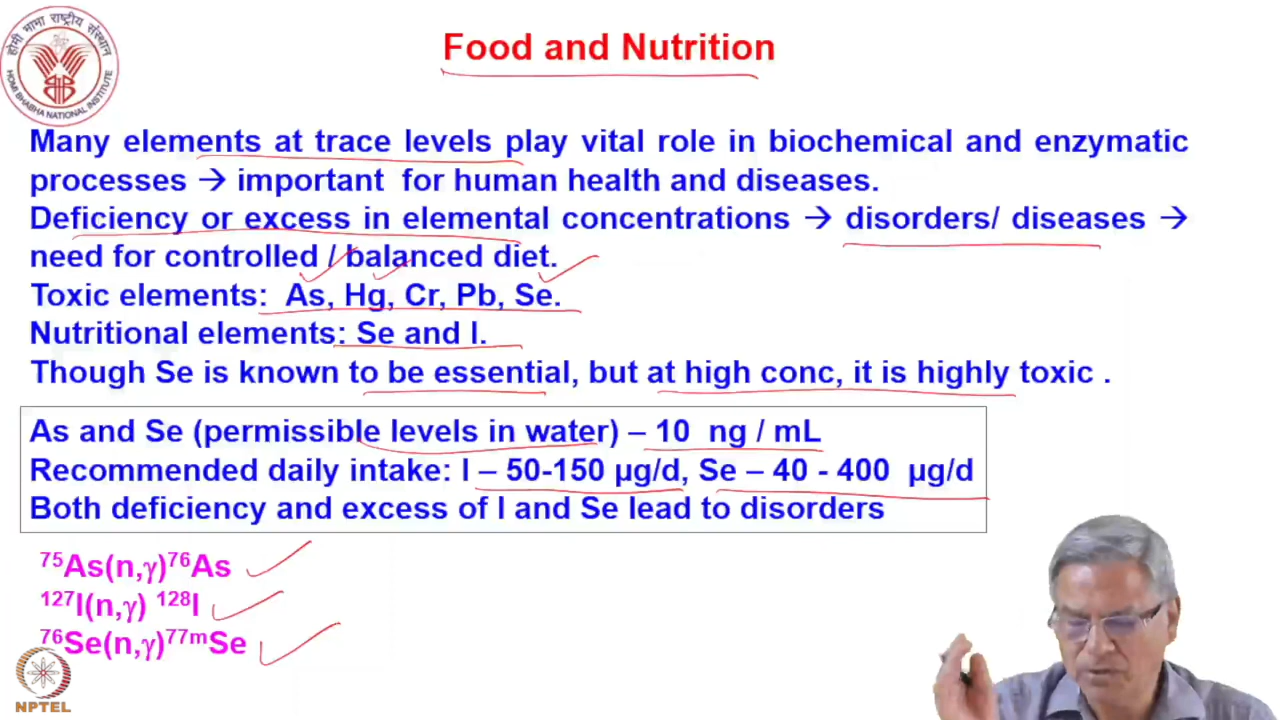 होमी भाभा राष्ट्रीय संस्थान
HOMI BHABHA NATIONAL INSTITUTE
Food and Nutrition
Many elements at trace levels play vital role in biochemical and enzymatic
processes → important for human health and diseases.
Deficiency or excess in elemental concentrations → disorders/ diseases →
need for controlled / balanced diet.
Toxic elements: As, Hg, Cr, Pb, Se.
Nutritional elements: Se and I.
Though Se is known to be essential, but at high conc, it is highly toxic .
As and Se (permissible levels in water) – 10 ng / mL
Recommended daily intake: I – 50-150 µg/d, Se – 40 - 400 µg/d
Both deficiency and excess of I and Se lead to disorders
⁷⁵As(n,γ)⁷⁶As
¹²⁷I(n,γ) ¹²⁸I
⁷⁶Se(n,γ)⁷⁷ᵐSe
NPTEL